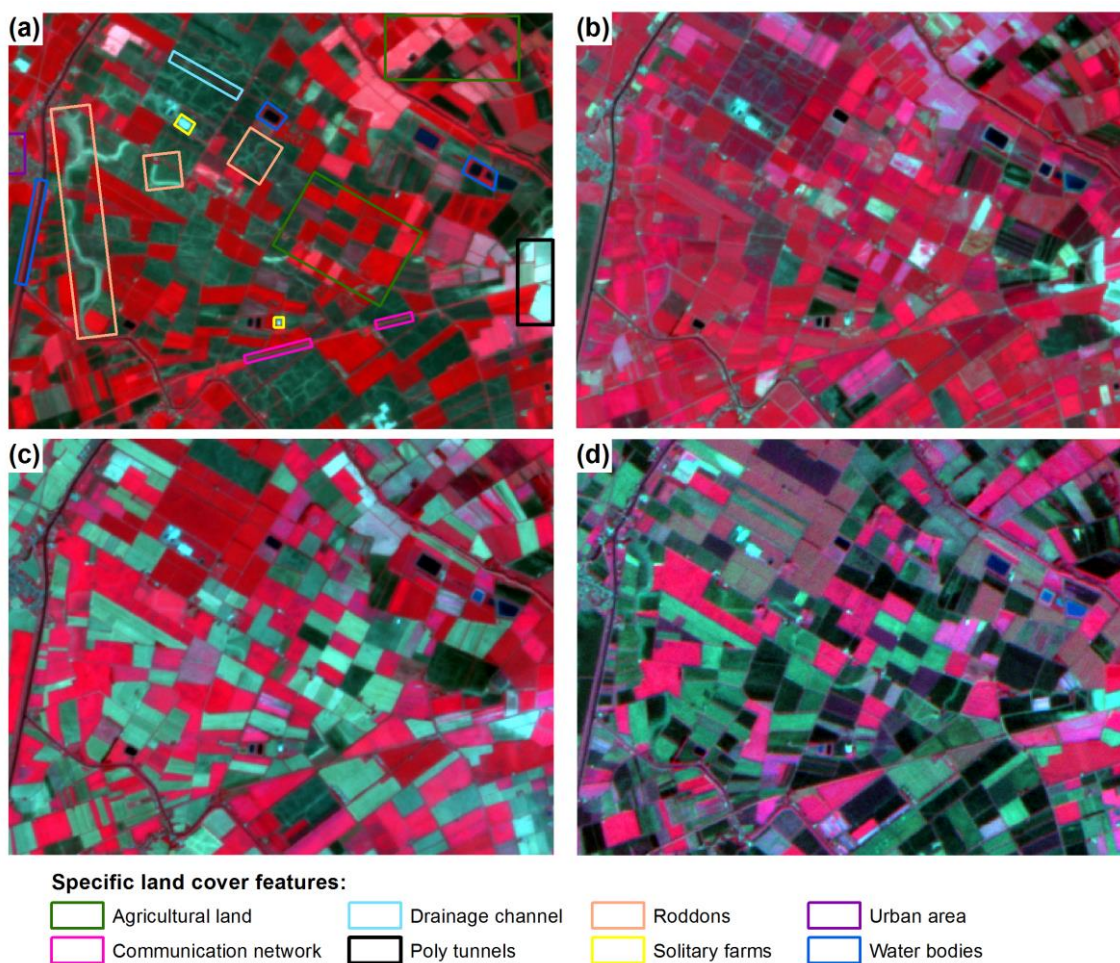 (a)
(b)
(c)
(d)
Specific land cover features:
Agricultural land
Drainage channel
Roddons
Urban area
Communication network
Poly tunnels
Solitary farms
Water bodies